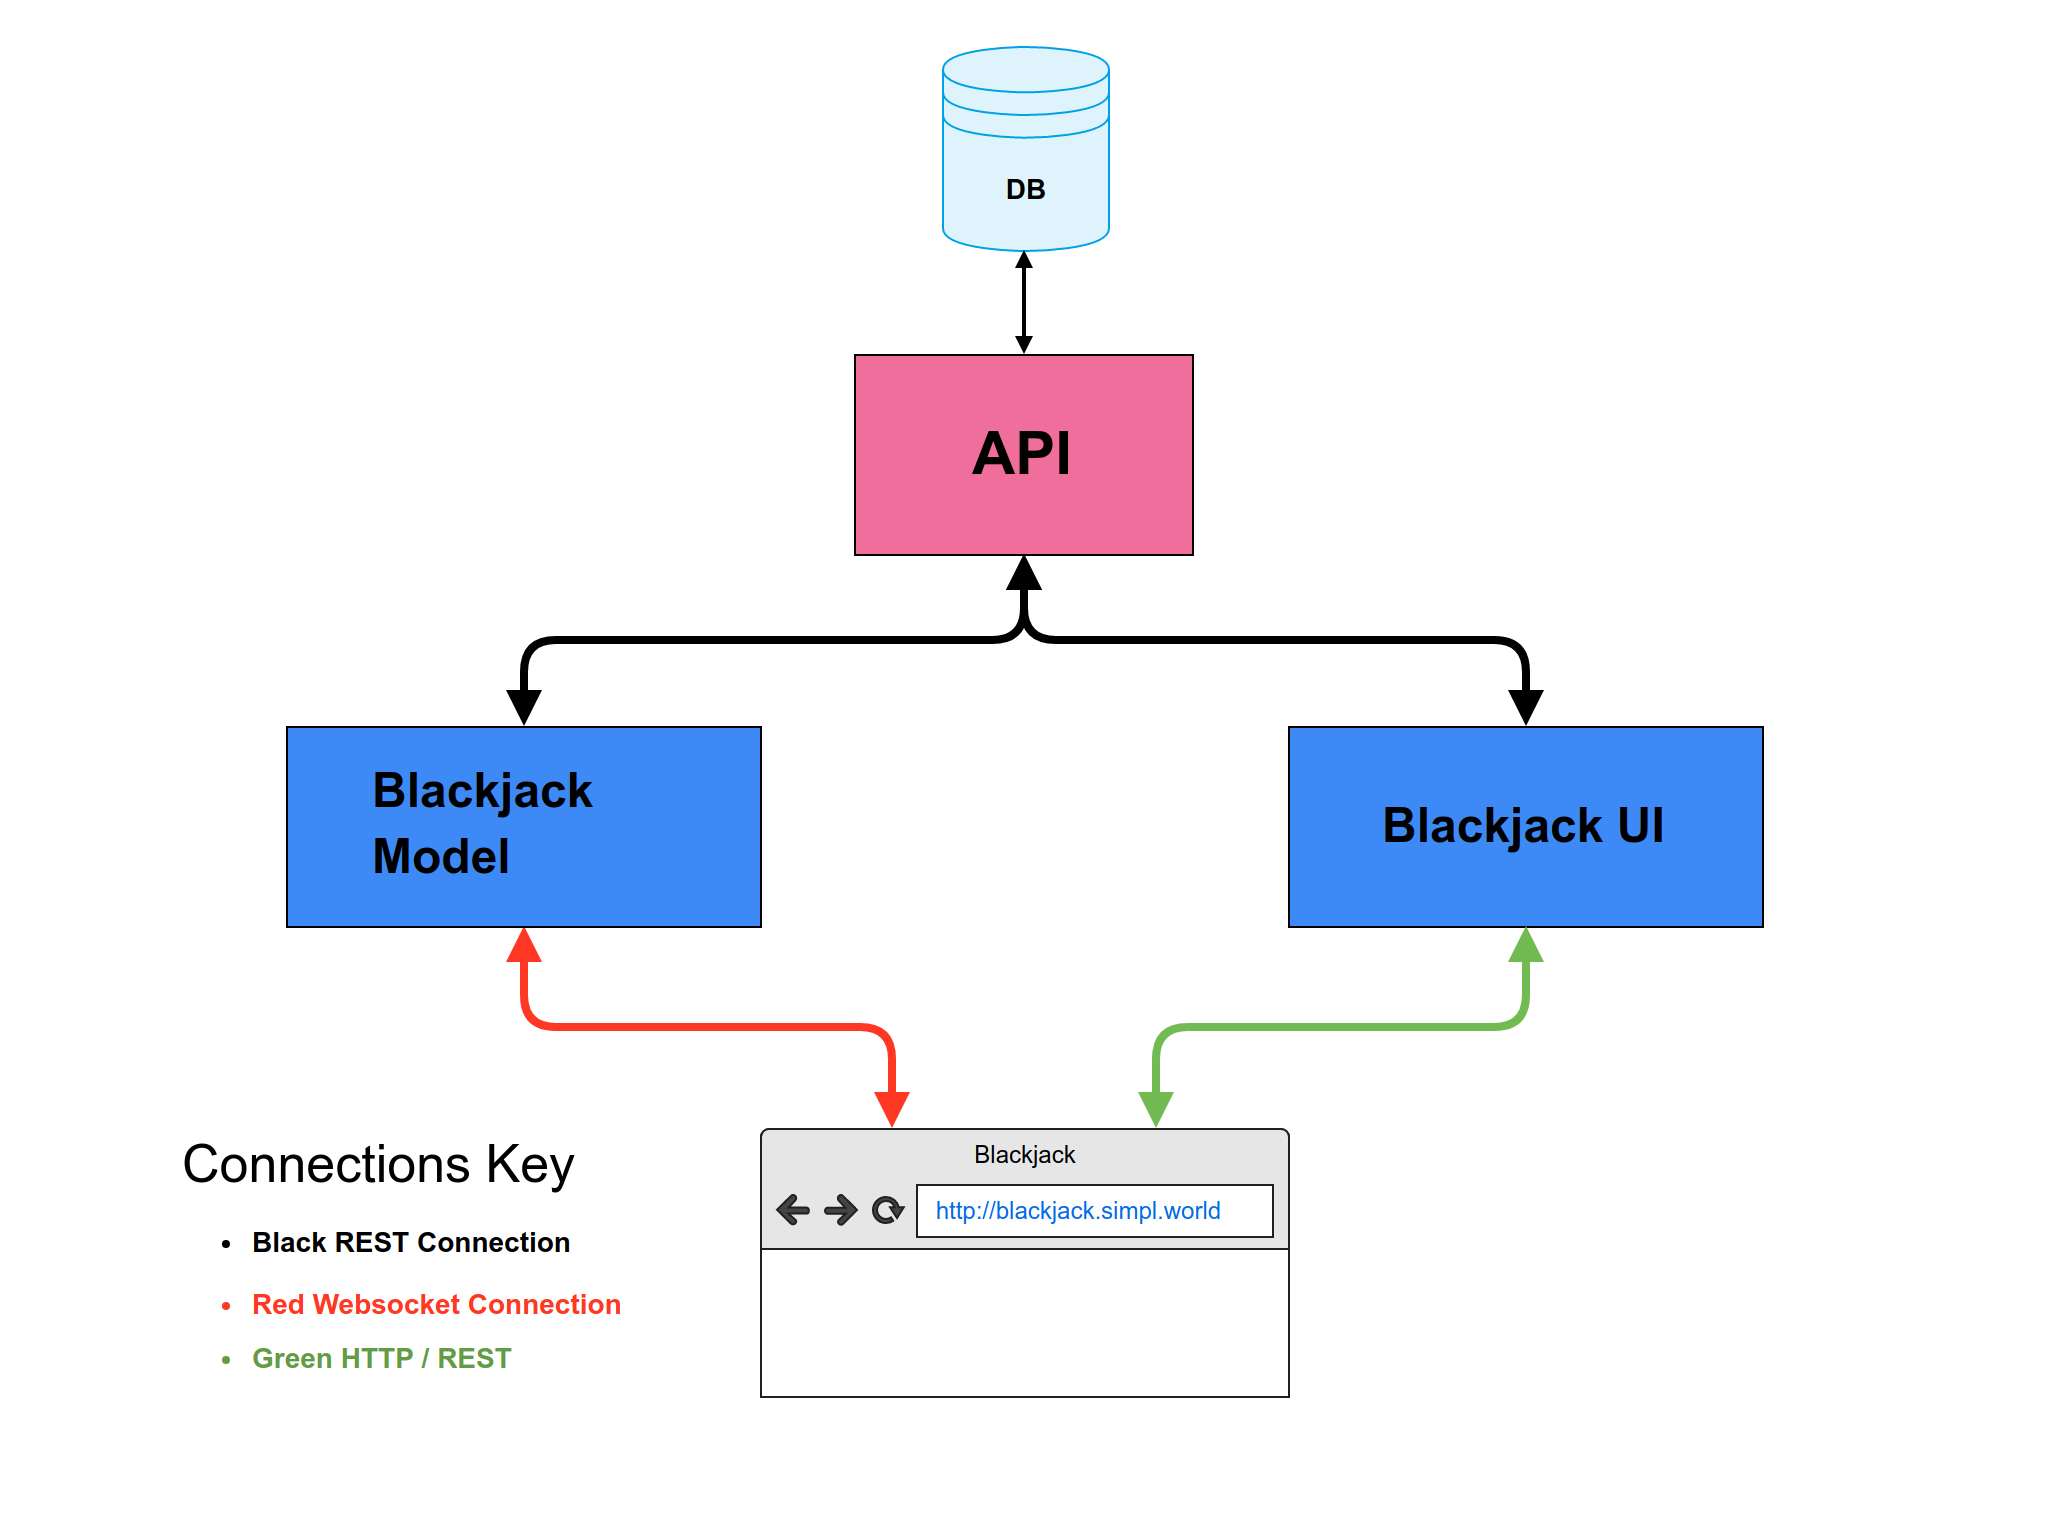 DB
API
Blackjack
Model
Blackjack UI
Connections Key
• Black REST Connection
• Red Websocket Connection
• Green HTTP / REST
Blackjack
http://blackjack.simpl.world